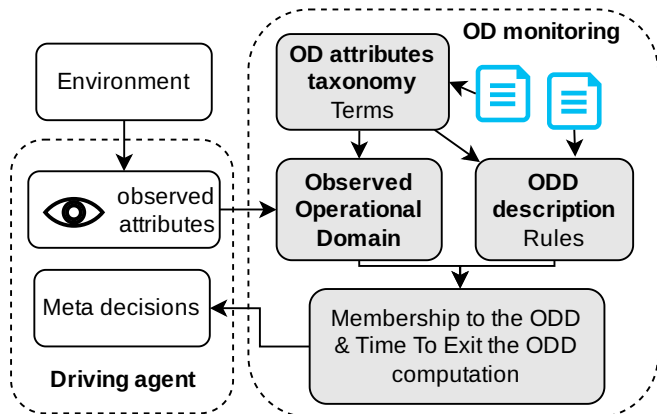 OD monitoring
OD attributes
taxonomy
Terms
Environment
observed
attributes
Observed
Operational
Domain
ODD
description
Rules
Meta decisions
Membership to the ODD
& Time To Exit the ODD
computation
Driving agent